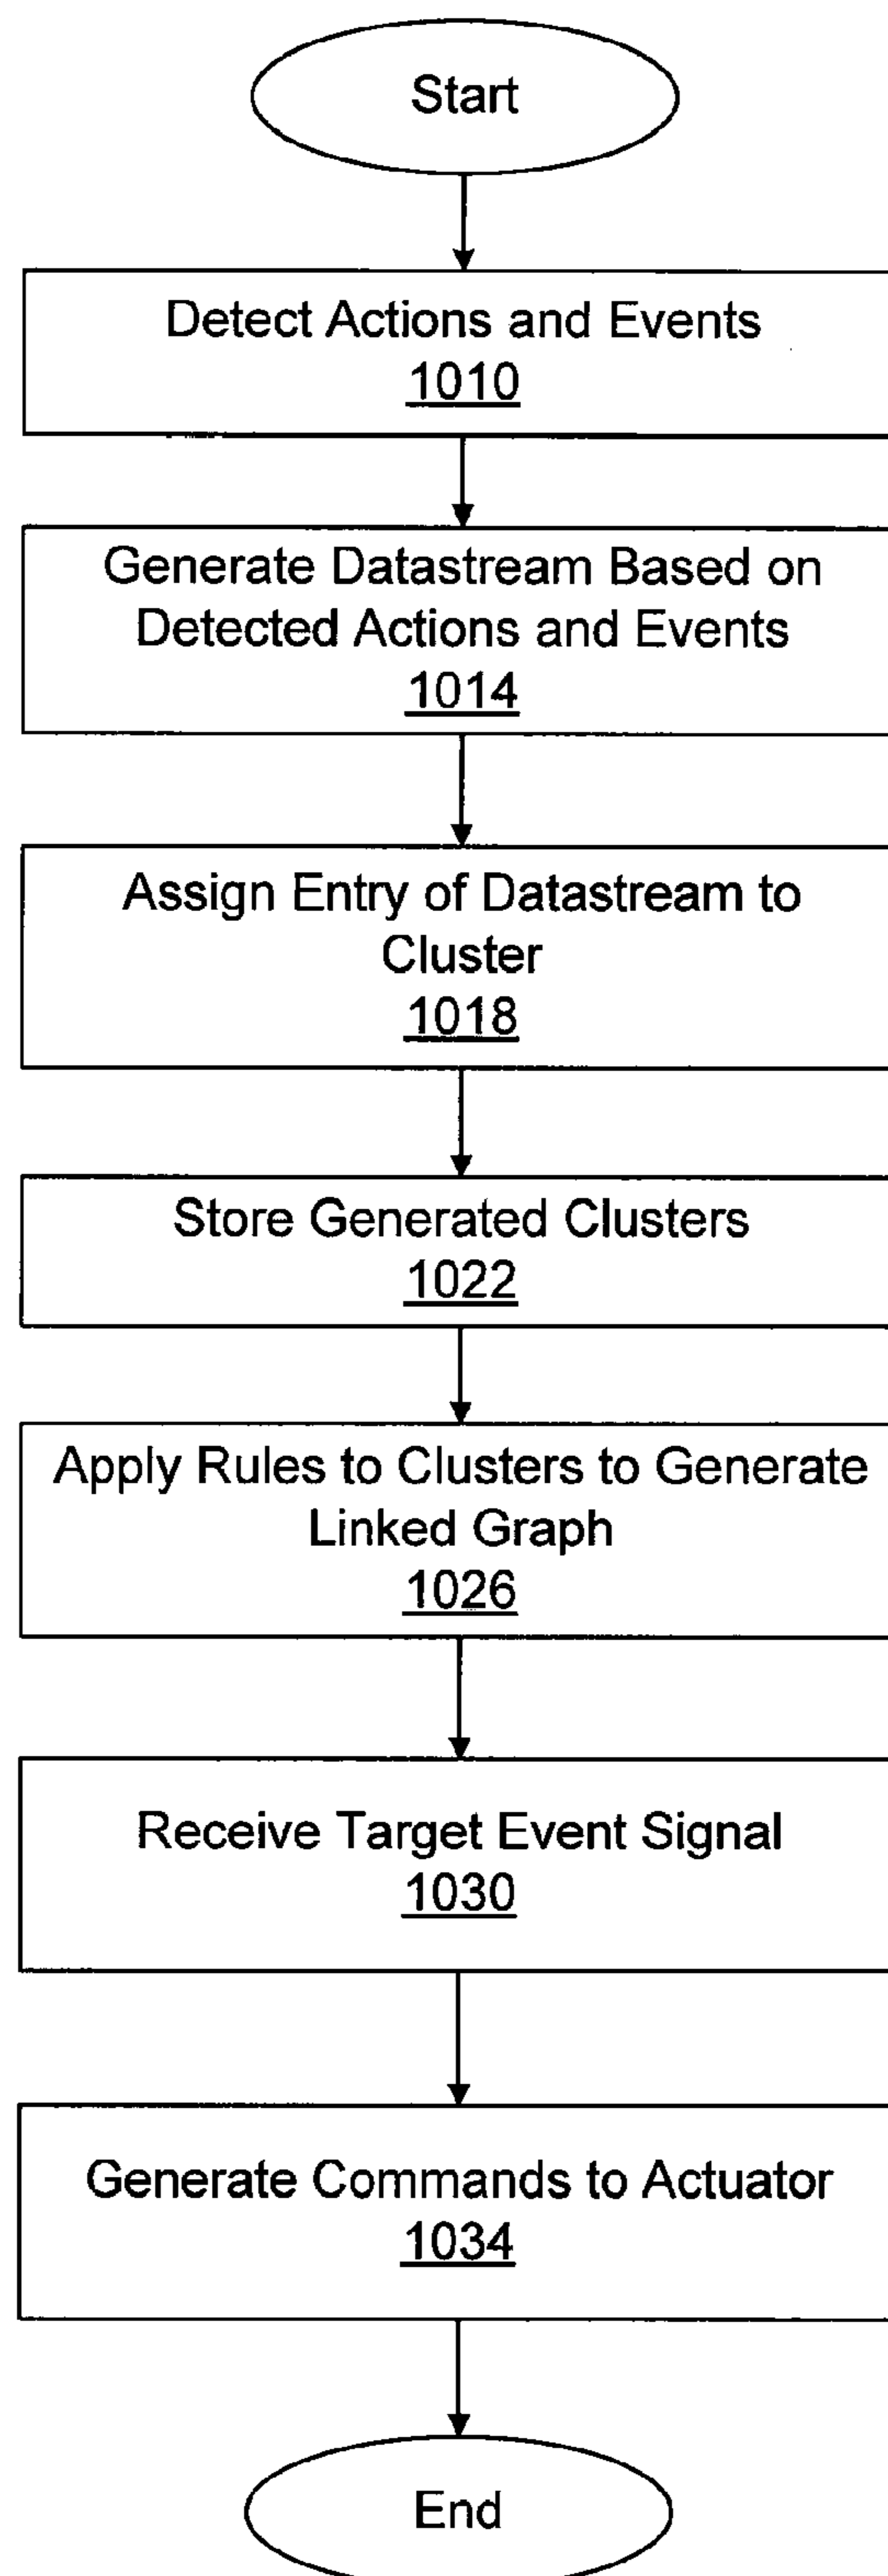 Start
Detect Actions and Events
1010
Generate Datastream Based on
Detected Actions and Events
1014
Assign Entry of Datastream to
Cluster
1018
Store Generated Clusters
1022
Apply Rules to Clusters to Generate
Linked Graph
1026
Receive Target Event Signal
1030
Generate Commands to Actuator
1034
End